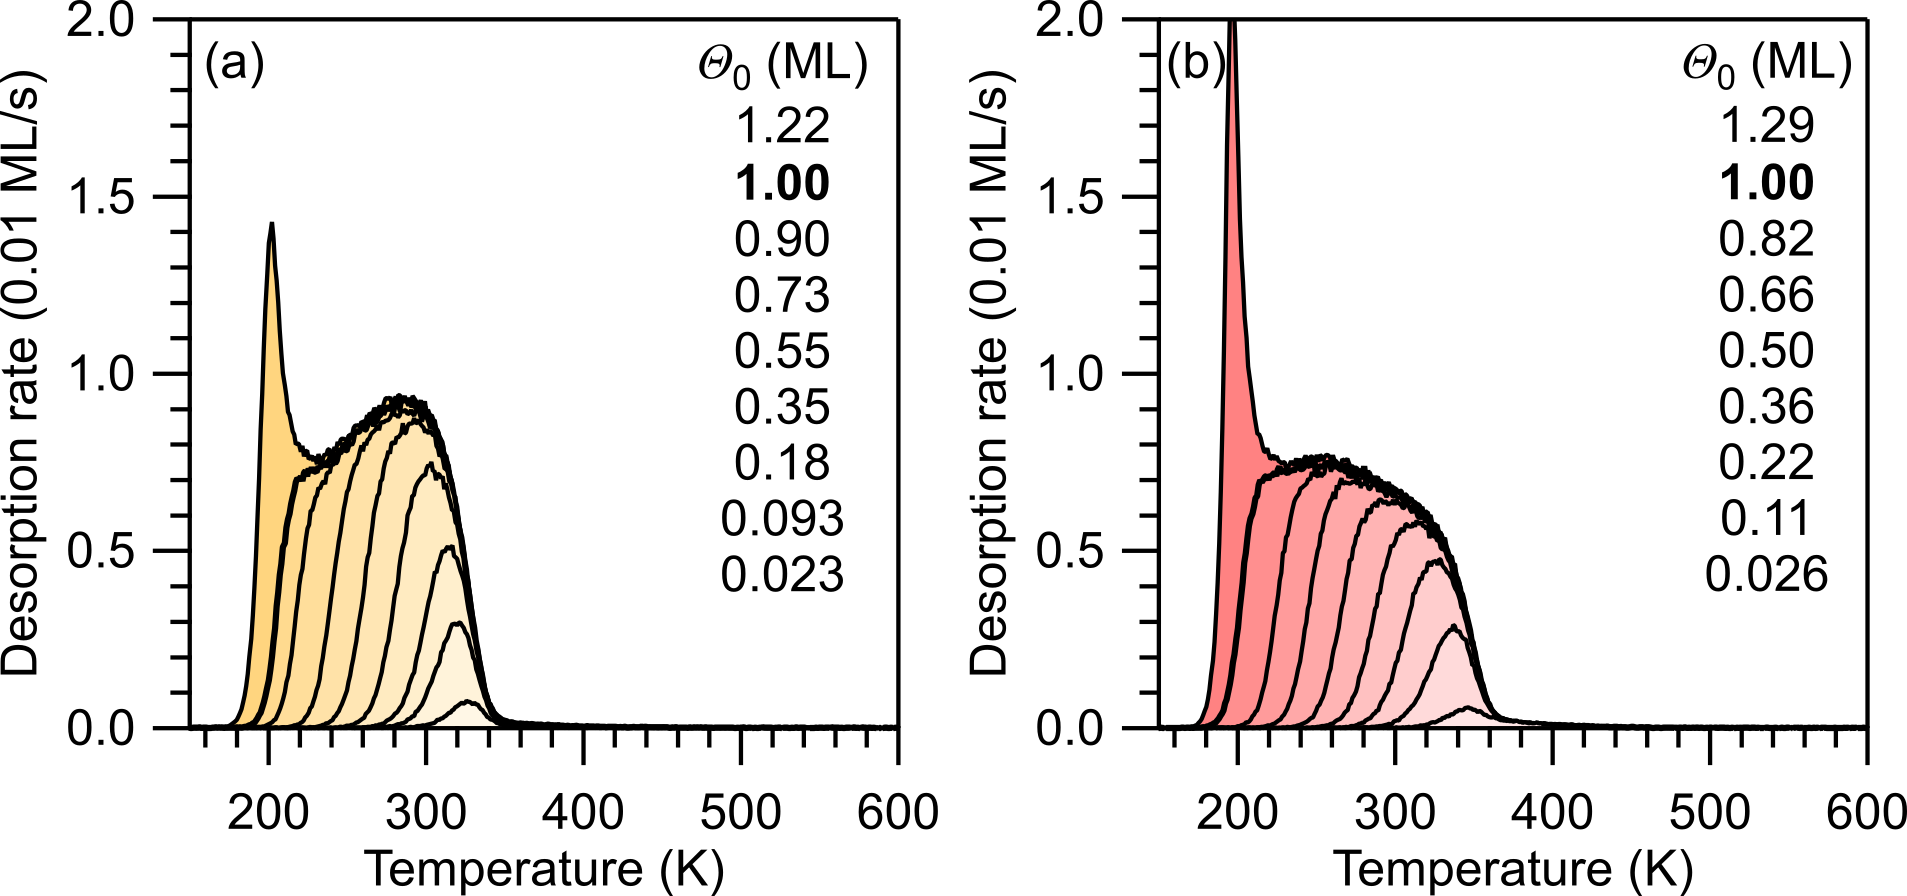 (a)
Θ0 (ML)
1.22
1.00
0.90
0.73
0.55
0.35
0.18
0.093
0.023
2.0
1.5
1.0
0.5
0.0
Desorption rate (0.01 ML/s)
200 300 400 500 600
Temperature (K)
(b)
Θ0 (ML)
1.29
1.00
0.82
0.66
0.50
0.36
0.22
0.11
0.026
2.0
1.5
1.0
0.5
0.0
Desorption rate (0.01 ML/s)
200 300 400 500 600
Temperature (K)